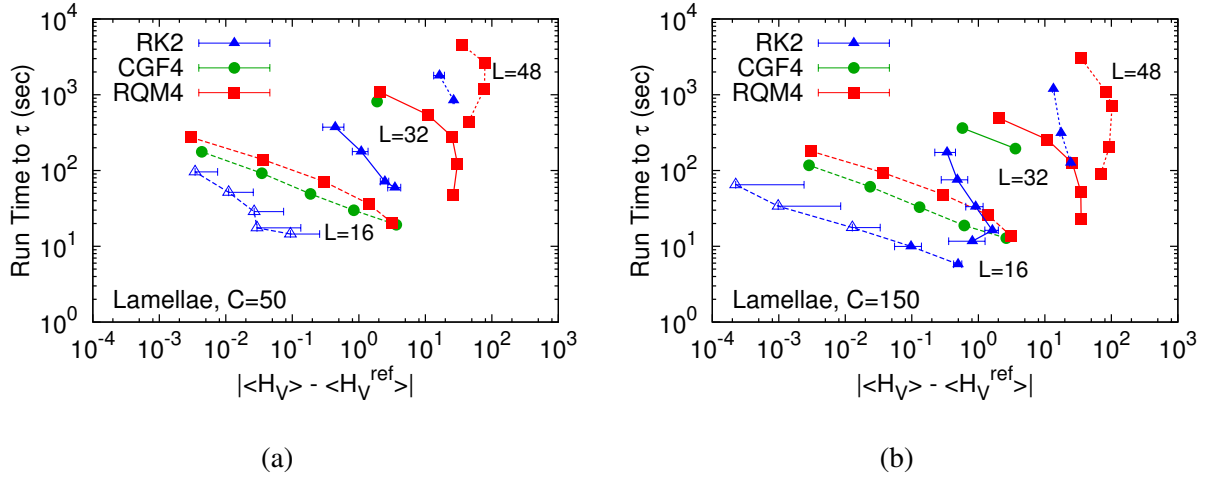 10^4
10^3
10^2
10^1
10^0
Run Time to τ (sec)
RK2
CGF4
RQM4
L=48
L=32
L=16
Lamellae, C=50
10^-4 10^-3 10^-2 10^-1 10^0 10^1 10^2 10^3
|<H_V> - <H_V^ref>|
(a)
10^4
10^3
10^2
10^1
10^0
Run Time to τ (sec)
RK2
CGF4
RQM4
L=48
L=32
L=16
Lamellae, C=150
10^-4 10^-3 10^-2 10^-1 10^0 10^1 10^2 10^3
|<H_V> - <H_V^ref>|
(b)